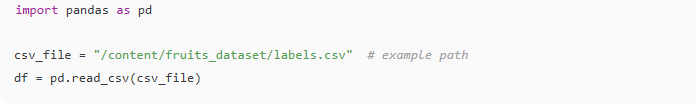 import pandas as pd
csv_file = "/content/fruits_dataset/labels.csv"  # example path
df = pd.read_csv(csv_file)